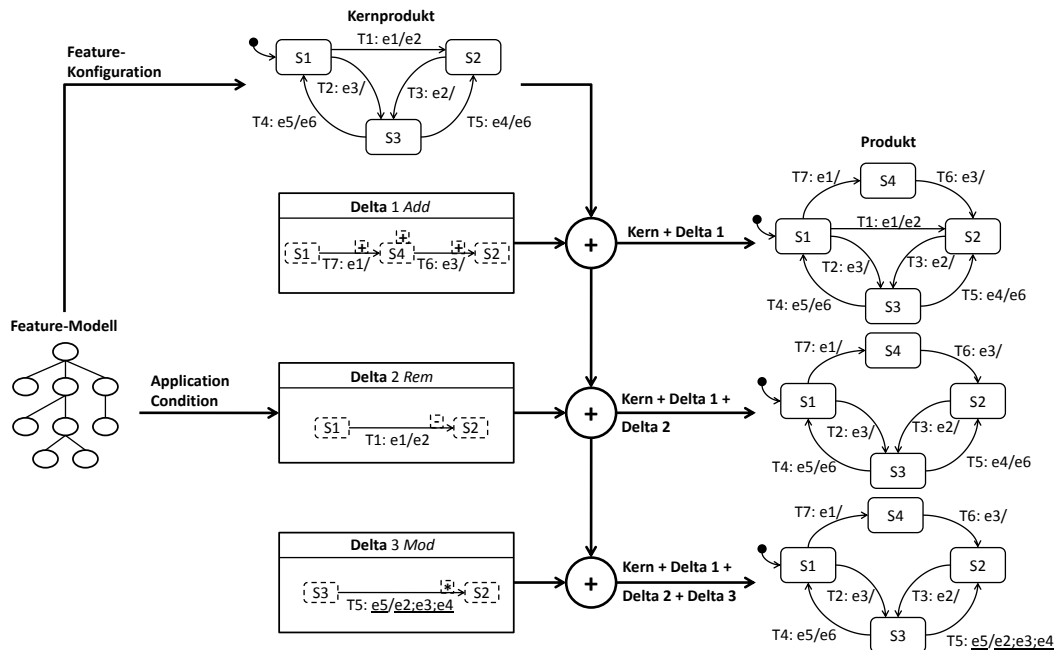 Kernprodukt
Feature-
Konfiguration
S1
T1: e1/e2
S2
T2: e3/
T3: e2/
T4: e5/e6
S3
T5: e4/e6
Delta 1 Add
S1
+
S4
+
+
S2
T7: e1/
T6: e3/
+
Kern + Delta 1
Produkt
T7: e1/
S4
T6: e3/
S1
T1: e1/e2
S2
T2: e3/
T3: e2/
T4: e5/e6
S3
T5: e4/e6
Feature-Modell
Application
Condition
Delta 2 Rem
S1
-
S2
T1: e1/e2
+
Kern + Delta 1 +
Delta 2
T7: e1/
S4
T6: e3/
S1
S2
T2: e3/
T3: e2/
T4: e5/e6
S3
T5: e4/e6
Delta 3 Mod
S3
*
S2
T5: e5/e2;e3;e4
+
Kern + Delta 1 +
Delta 2 + Delta 3
T7: e1/
S4
T6: e3/
S1
S2
T2: e3/
T3: e2/
T4: e5/e6
S3
T5: e5/e2;e3;e4